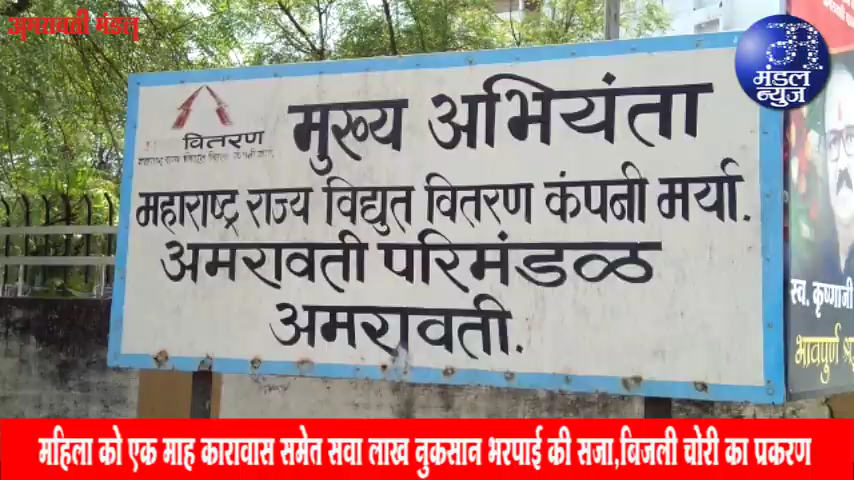 अमरावती मंडल
मंडल
न्युज
वितरण
मुख्य अभियंता
महाराष्ट्र राज्य विद्युत वितरण कंपनी मर्या.
अमरावती परिमंडळ
अमरावती.
स्व. कृष्णाजी
भावपुर्ण
महिला को एक माह कारावास समेत सवा लाख नुकसान भरपाई की सजा,बिजली चोरी का प्रकरण